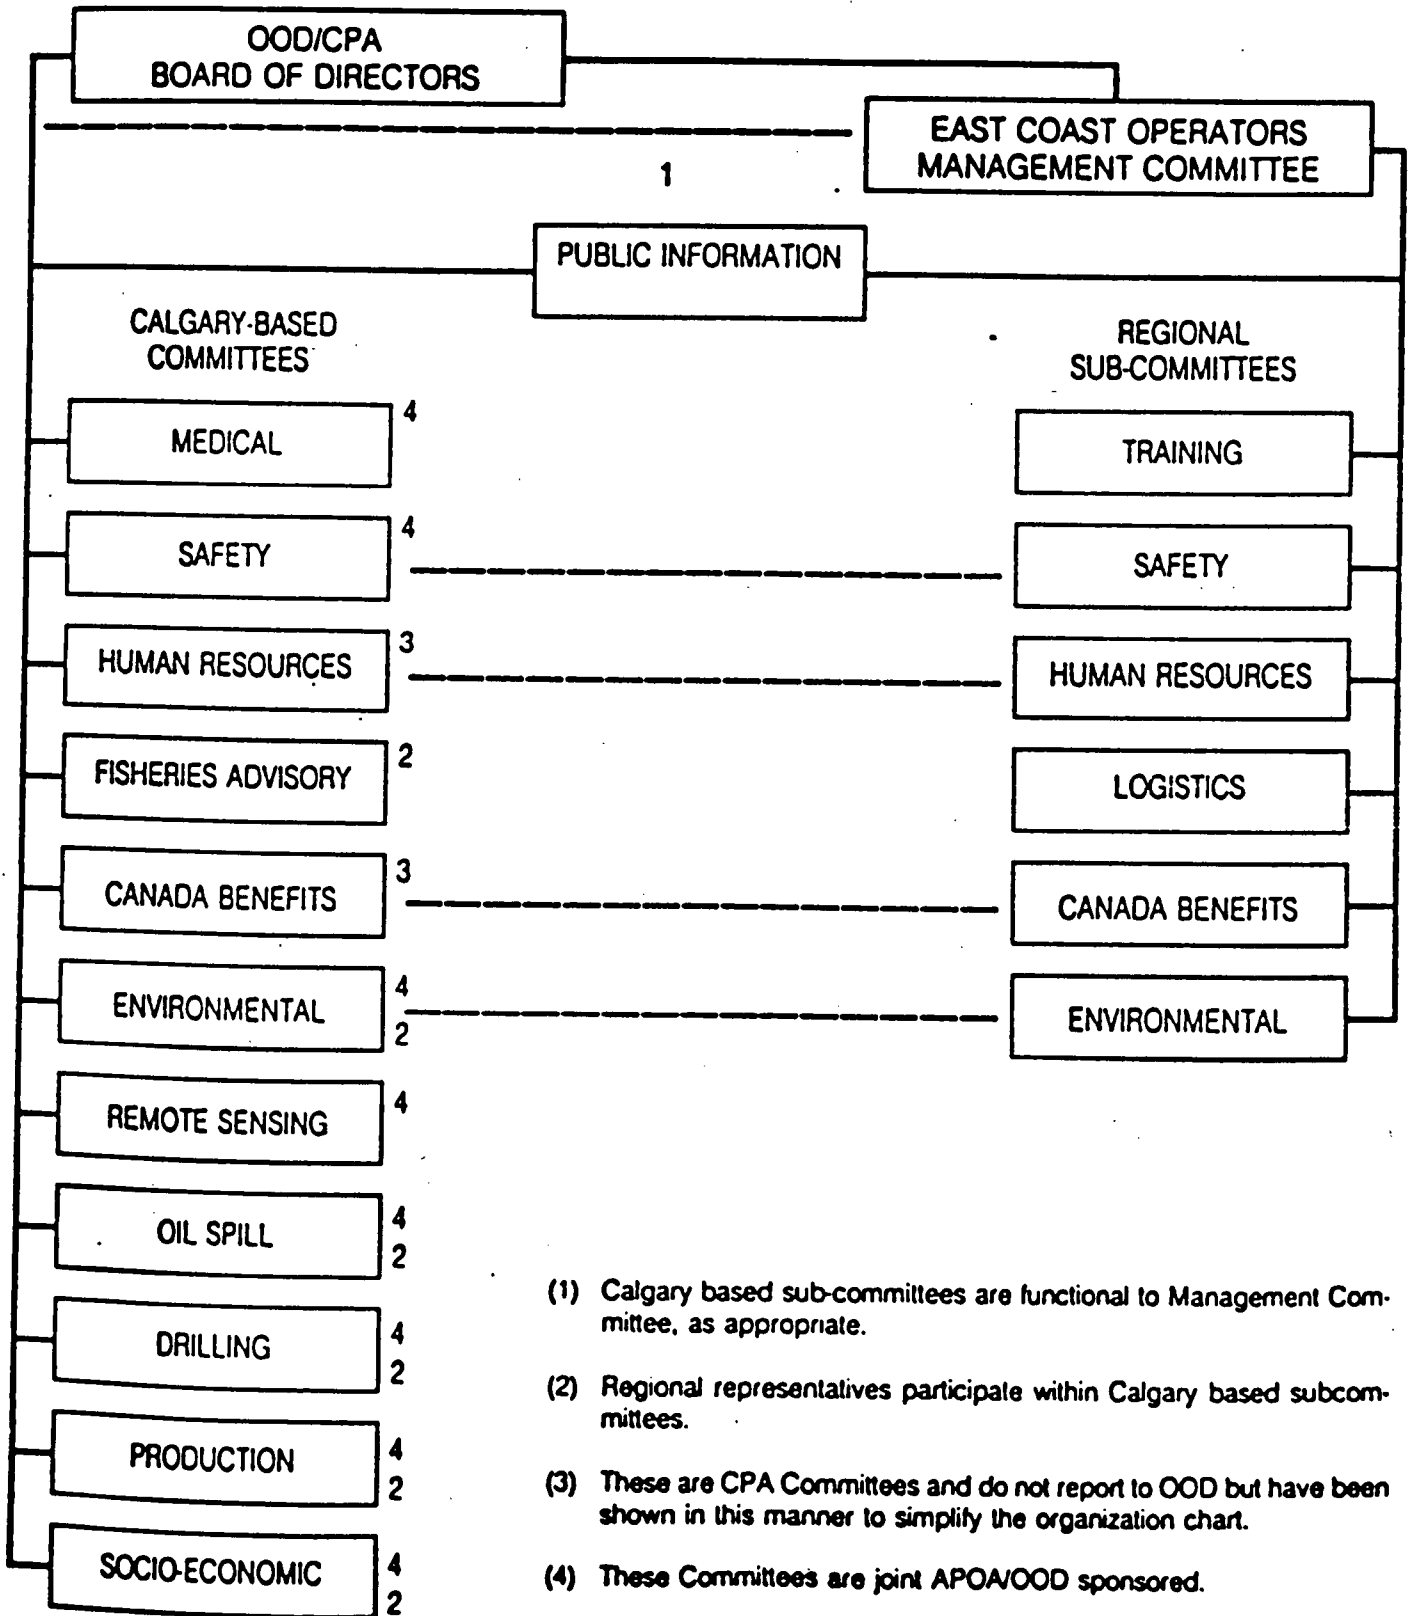 OOD/CPA
BOARD OF DIRECTORS
EAST COAST OPERATORS
MANAGEMENT COMMITTEE
1
PUBLIC INFORMATION
CALGARY-BASED
COMMITTEES
REGIONAL
SUB-COMMITTEES
MEDICAL 4
TRAINING
SAFETY 4
SAFETY
HUMAN RESOURCES 3
HUMAN RESOURCES
FISHERIES ADVISORY 2
LOGISTICS
CANADA BENEFITS 3
CANADA BENEFITS
ENVIRONMENTAL 4
2
ENVIRONMENTAL
REMOTE SENSING 4
OIL SPILL 4
2
DRILLING 4
2
PRODUCTION 4
2
SOCIO-ECONOMIC 4
2
(1) Calgary based sub-committees are functional to Management Com-
mittee, as appropriate.
(2) Regional representatives participate within Calgary based subcom-
mittees.
(3) These are CPA Committees and do not report to OOD but have been
shown in this manner to simplify the organization chart.
(4) These Committees are joint APOA/OOD sponsored.